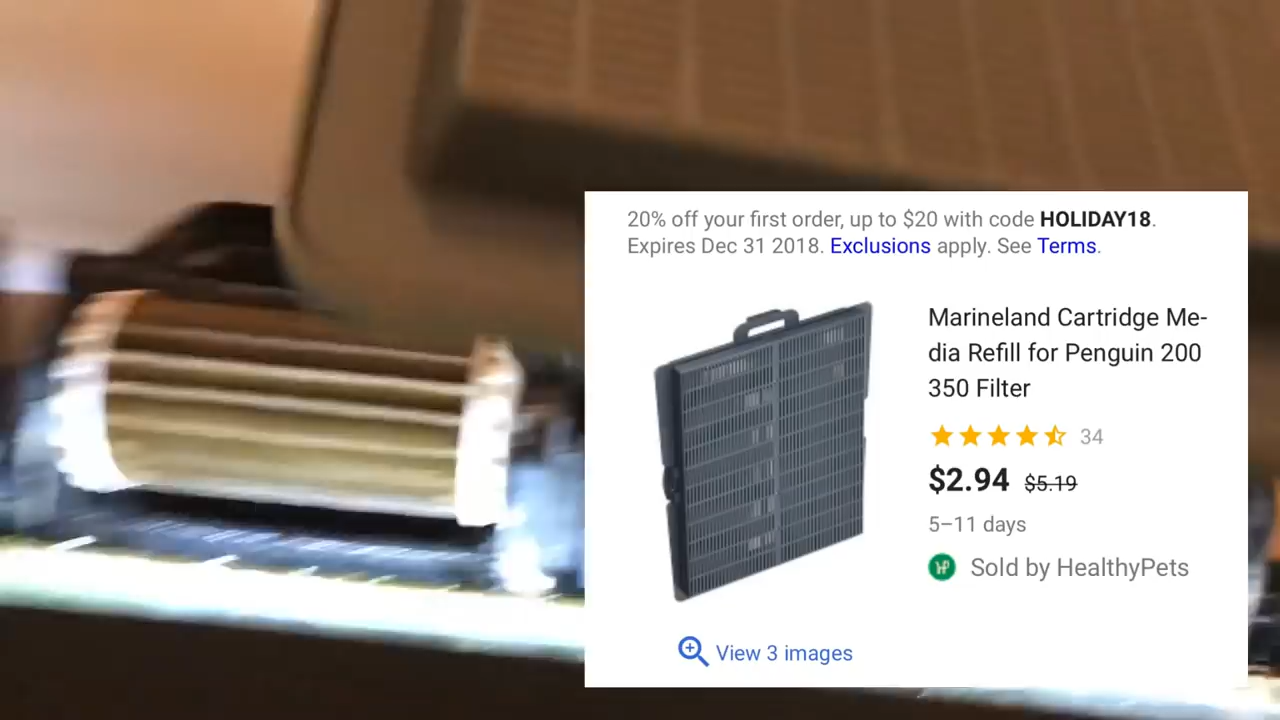 20% off your first order, up to $20 with code HOLIDAY18.
Expires Dec 31 2018. Exclusions apply. See Terms.
Marineland Cartridge Me-
dia Refill for Penguin 200
350 Filter
34
$2.94 $5.19
5–11 days
HP Sold by HealthyPets
View 3 images